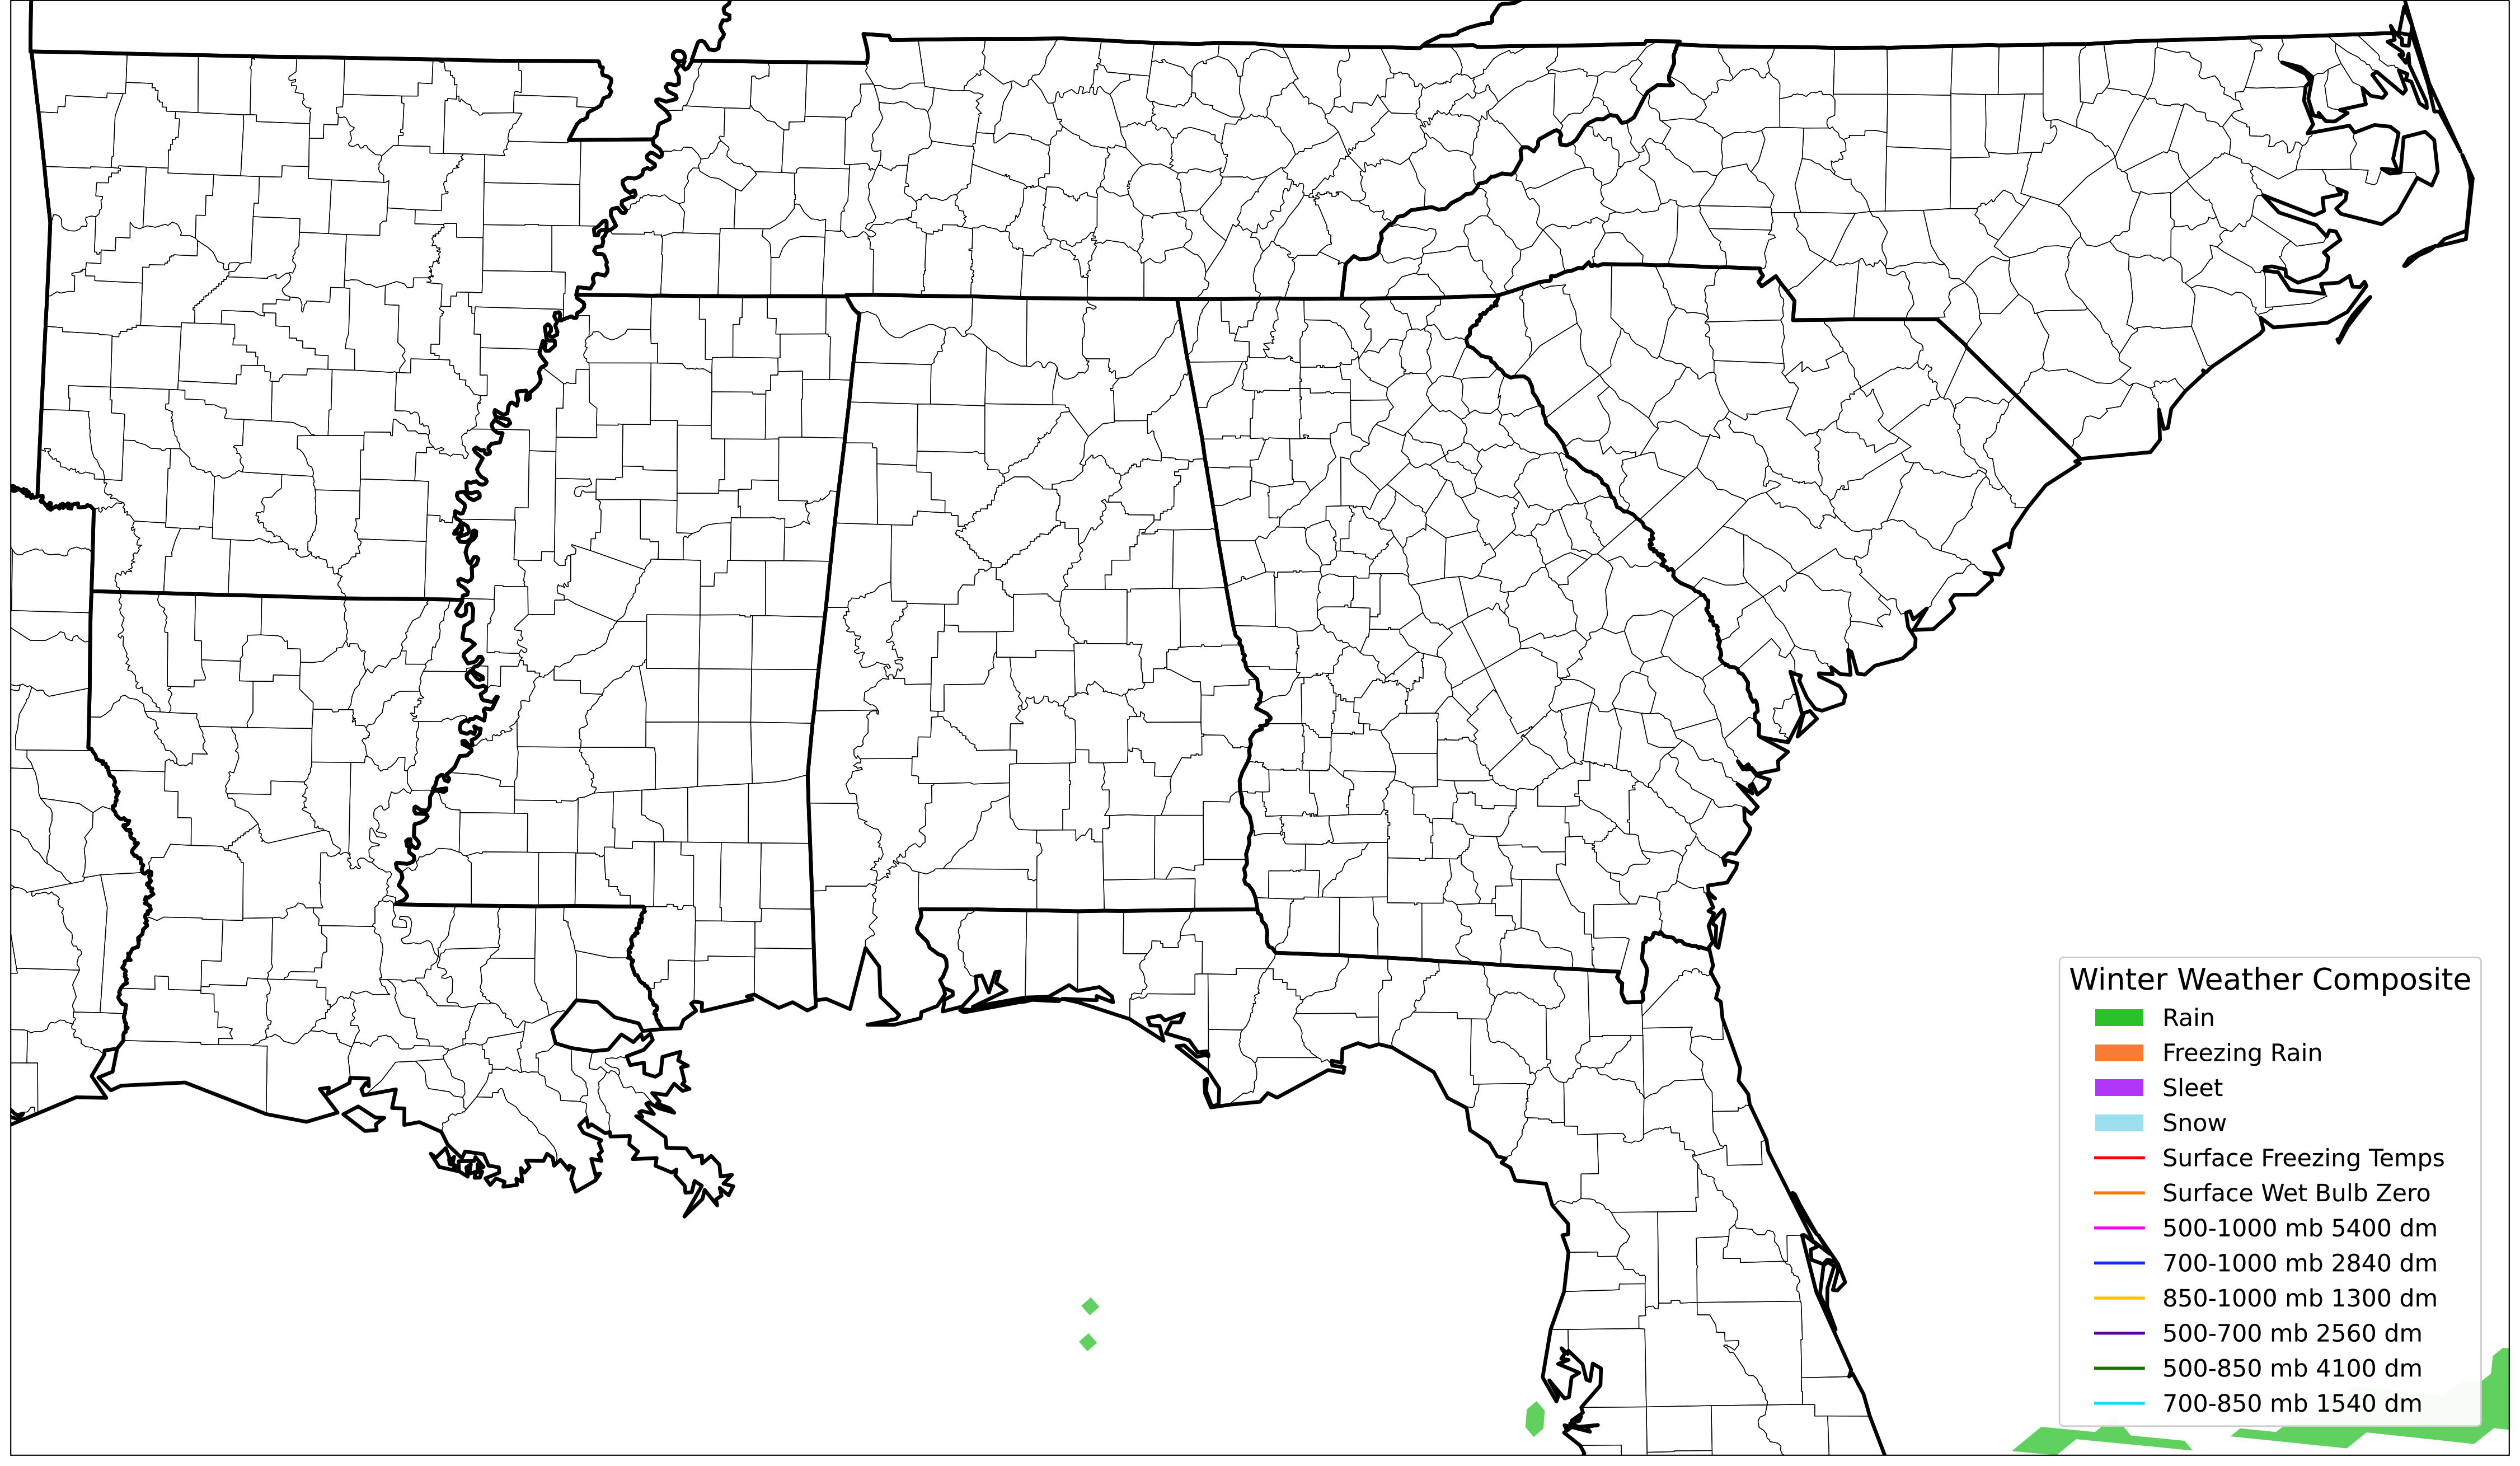 Winter Weather Composite
Rain
Freezing Rain
Sleet
Snow
Surface Freezing Temps
Surface Wet Bulb Zero
500-1000 mb 5400 dm
700-1000 mb 2840 dm
850-1000 mb 1300 dm
500-700 mb 2560 dm
500-850 mb 4100 dm
700-850 mb 1540 dm